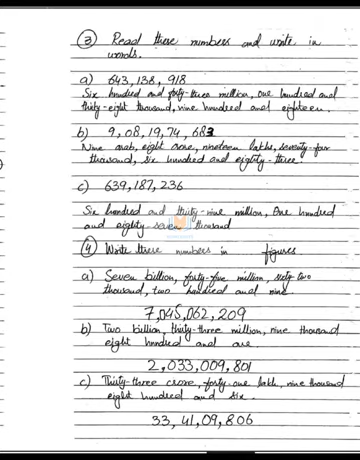 ③ Read these numbers and write in
words.
a) 643,138, 918
Six hundred and forty-three million, one hundred and
thirty-eight thousand, nine hundred and eighteen.
b) 9, 08, 19, 74, 683
Nine arab, eight crore, nineteen lakhs, seventy-four
thousand, six hundred and eighty-three.
c) 639,187,236
Six hundred and thirty-nine million, One hundred
and eighty-seven thousand
④ Write these numbers in figures
a) Seven billion, forty-five million, sixty-two
thousand, two hundred and nine
7,045,062,209
b) Two billion, thirty-three million, nine thousand
eight hundred and one.
2,033,009,801
c) Thirty-three crore, forty-one lakh, nine thousand
eight hundred and six.
33, 41, 09, 806